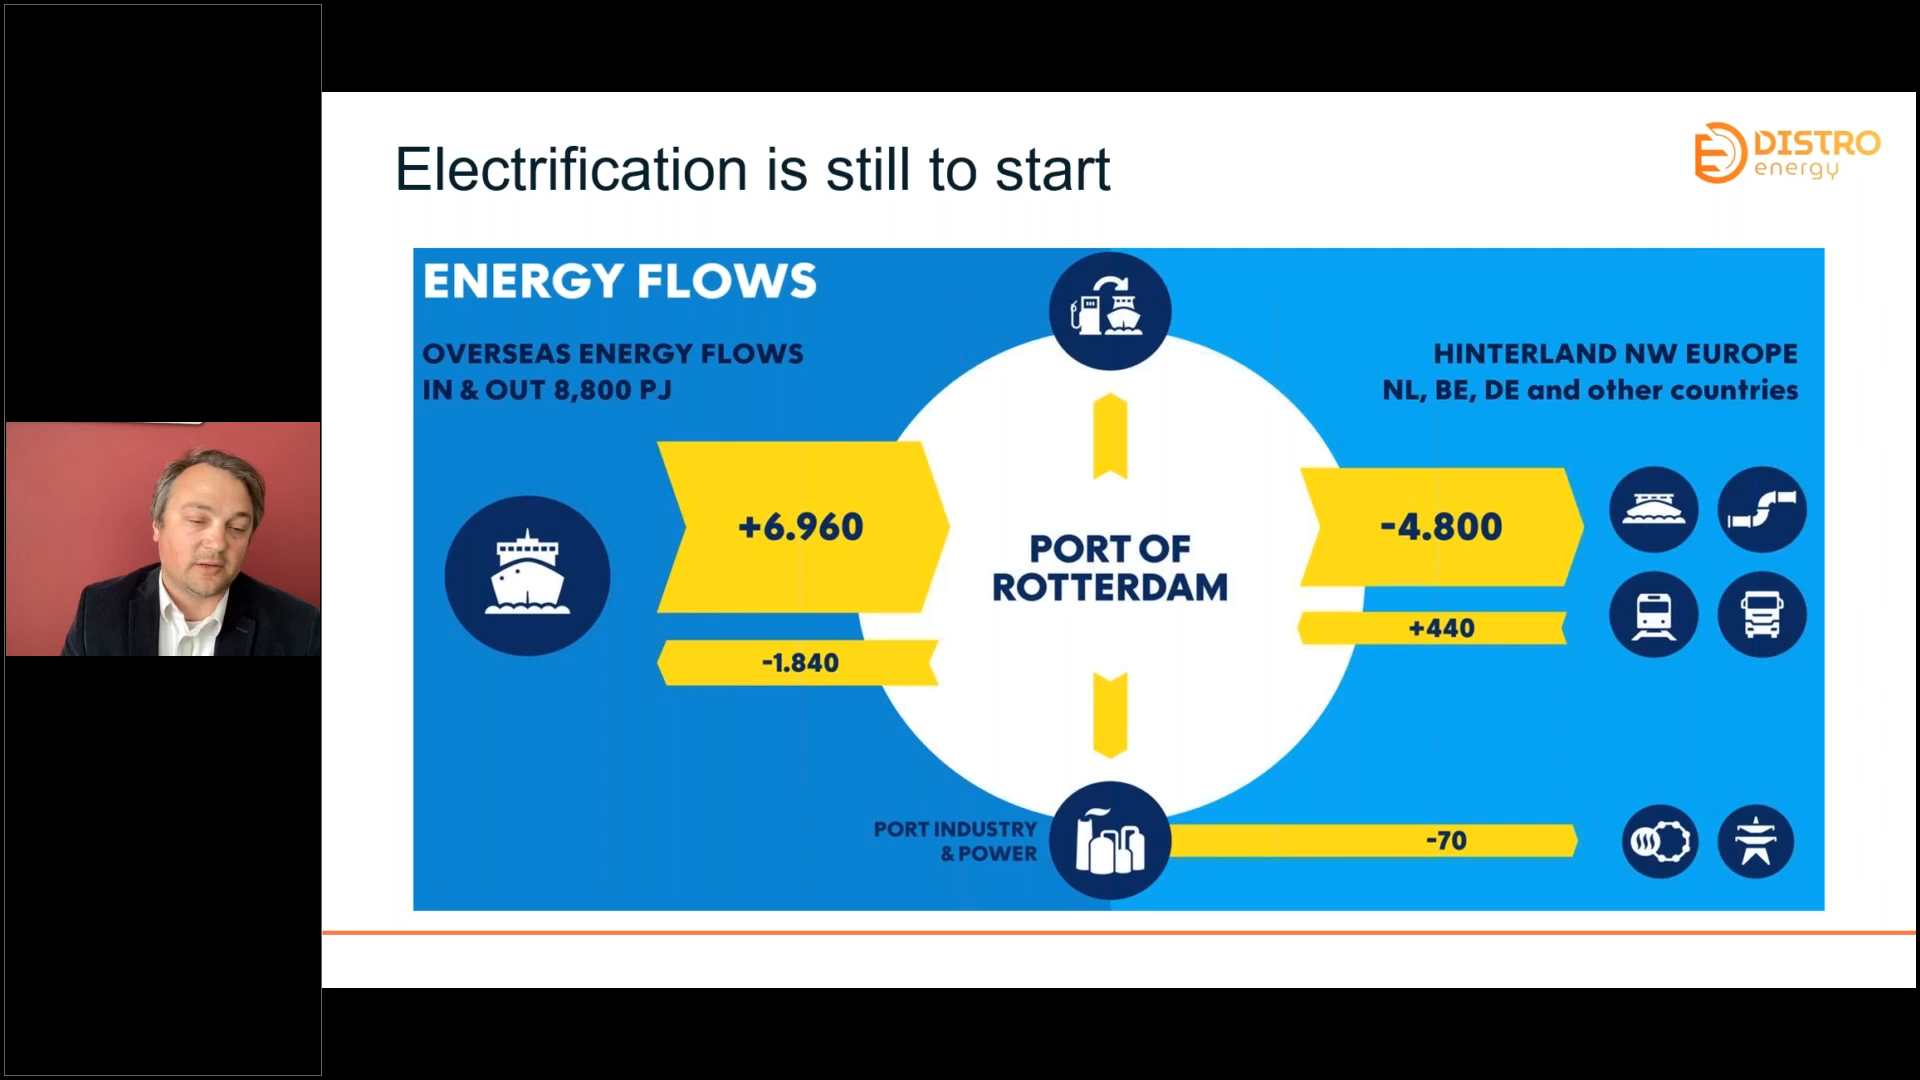 Electrification is still to start
DISTRO
energy
ENERGY FLOWS
OVERSEAS ENERGY FLOWS
IN & OUT 8,800 PJ
HINTERLAND NW EUROPE
NL, BE, DE and other countries
+6.960
-1.840
PORT OF
ROTTERDAM
-4.800
+440
PORT INDUSTRY
& POWER
-70